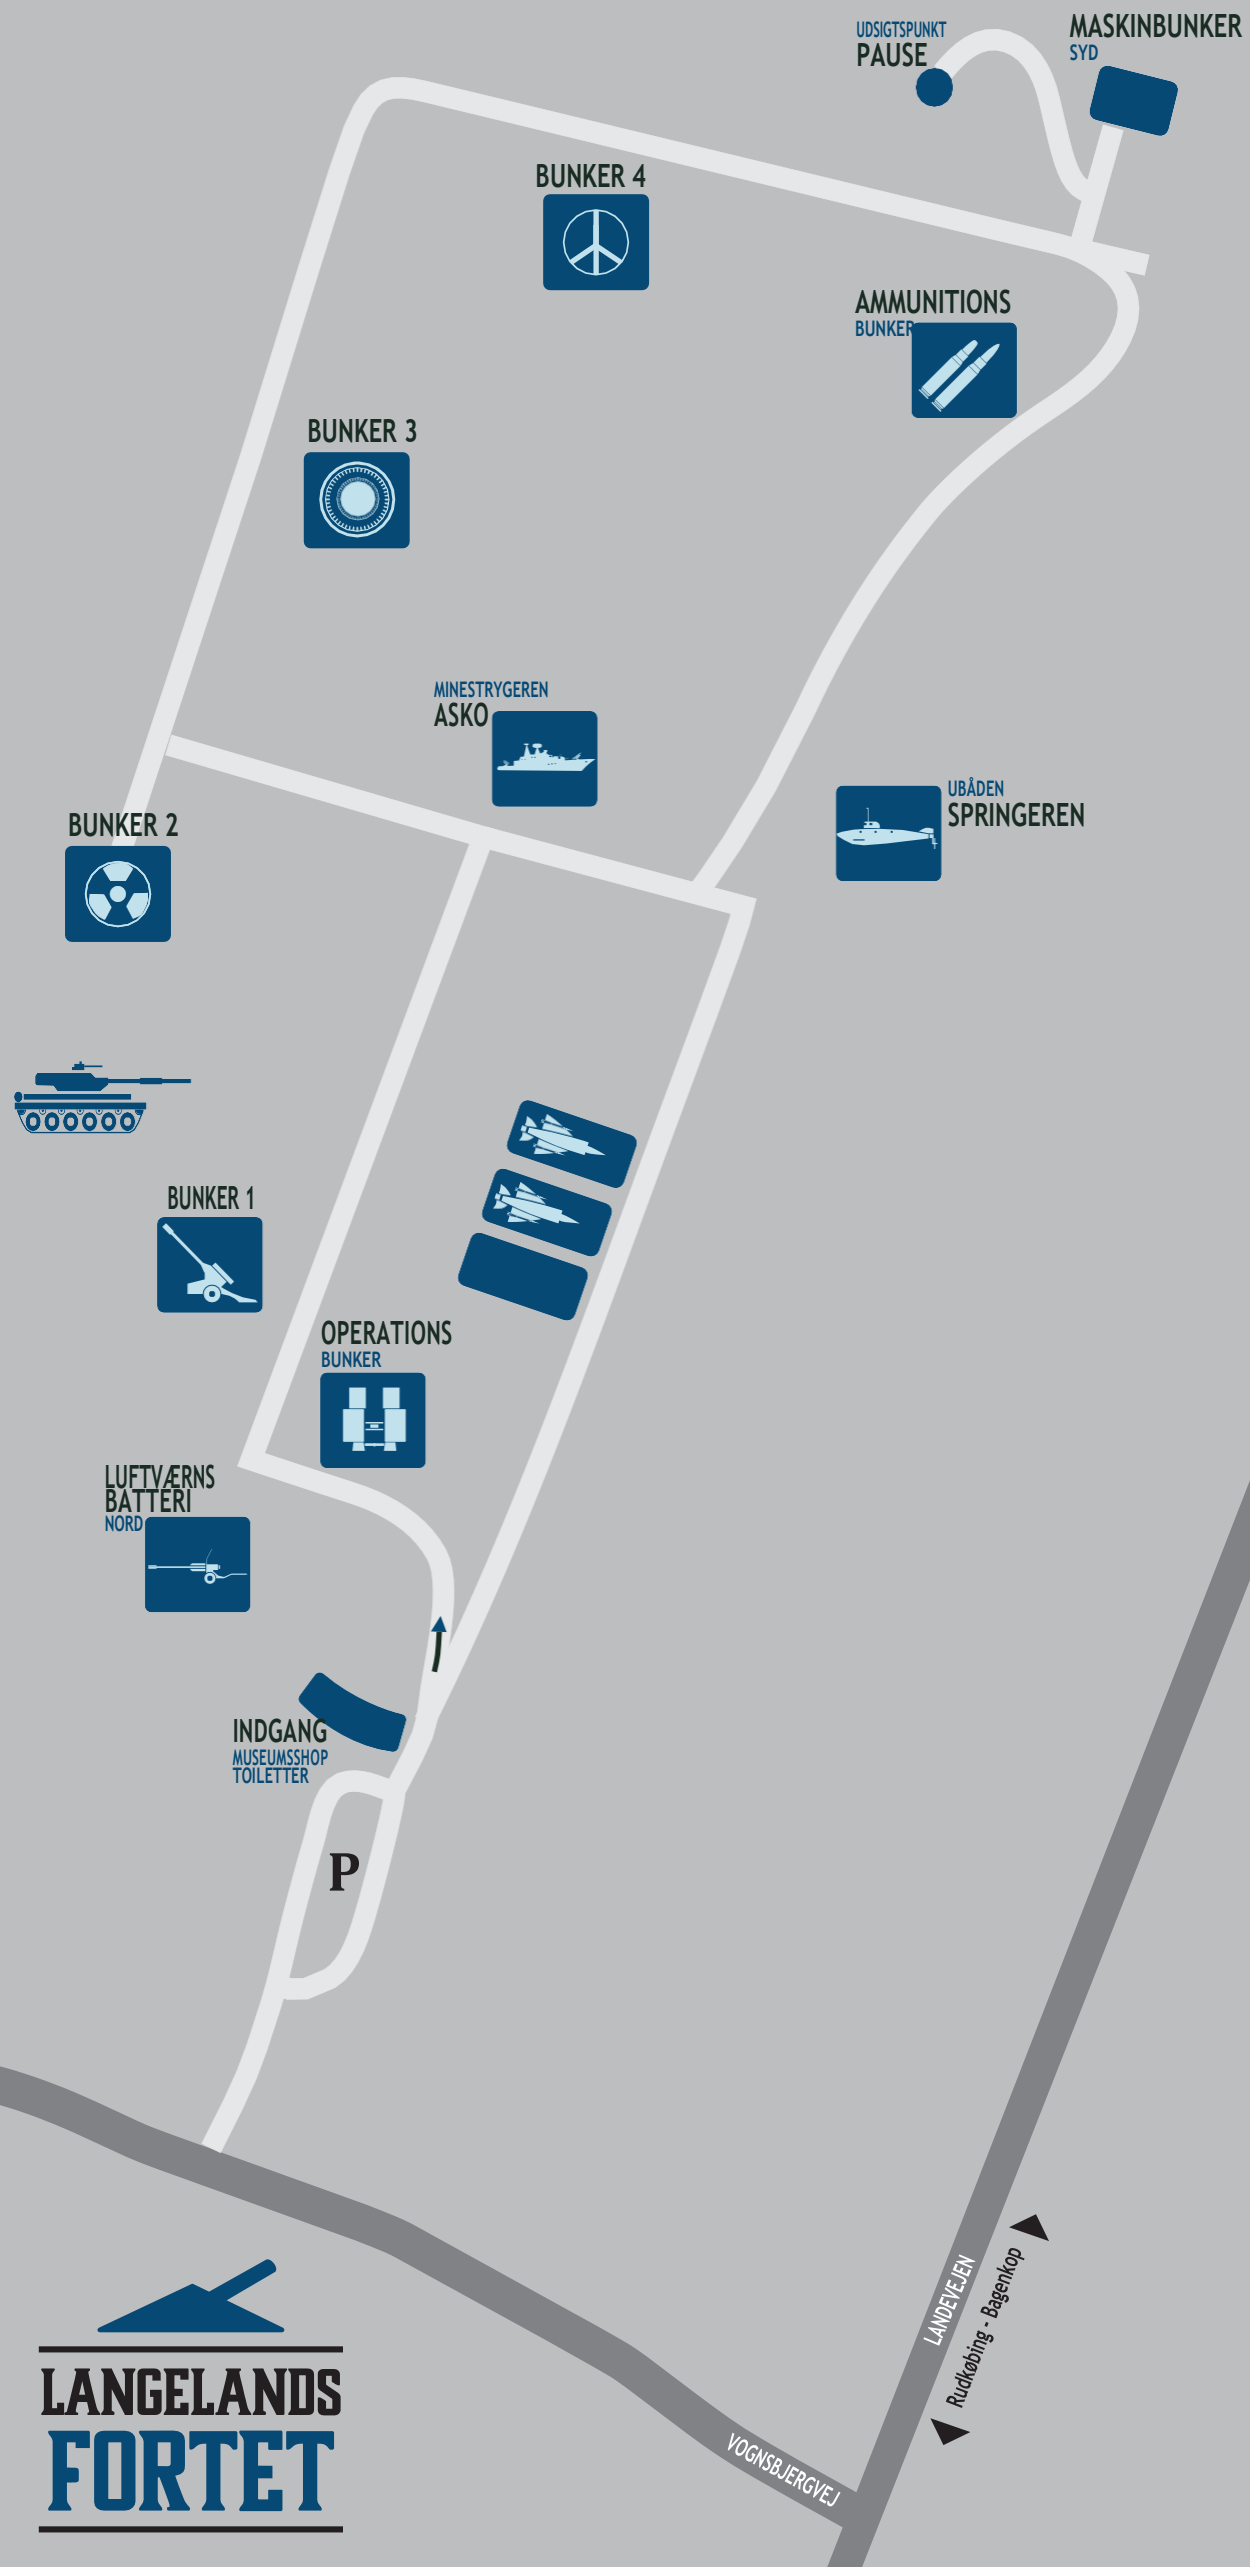 UDSIGTSPUNKT
PAUSE
MASKINBUNKER
SYD
BUNKER 4
AMMUNITIONS
BUNKER
BUNKER 3
MINESTRYGEREN
ASKO
UBÅDEN
SPRINGEREN
BUNKER 2
BUNKER 1
OPERATIONS
BUNKER
LUFTVÆRNS
BATTERI
NORD
INDGANG
MUSEUMSSHOP
TOILETTER
P
LANDEVEJEN
Rudkøbing - Bagenkop
VOGNSBJERGVEJ
LANGELANDS
FORTET